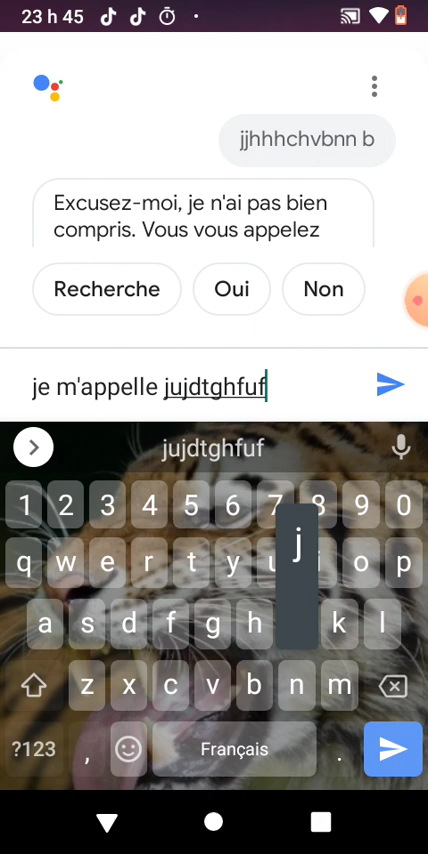 23 h 45
jjhhhchvbnn b
Excusez-moi, je n'ai pas bien
compris. Vous vous appelez
Recherche Oui Non
je m'appelle jujdtghfuf
jujdtghfuf
1 2 3 4 5 6 7 8 9 0
q w e r t y u i o p
j
a s d f g h k l
z x c v b n m
?123 , Français .